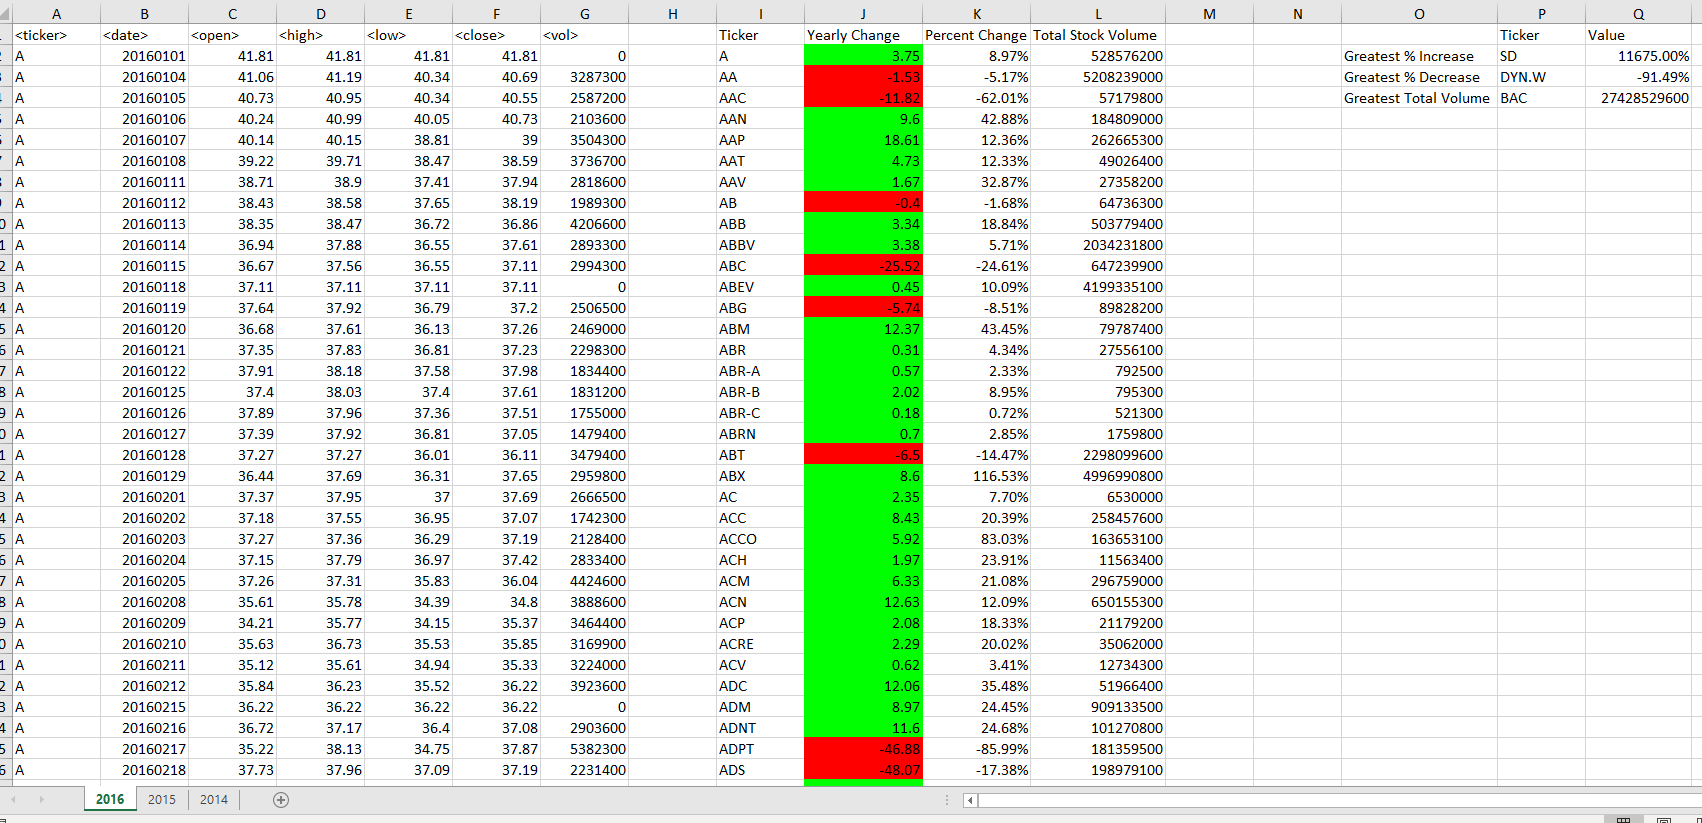 A B C D E F G H I J K L M N O P Q
<ticker> <date> <open> <high> <low> <close> <vol> Ticker Yearly Change Percent Change Total Stock Volume Ticker Value
A 20160101 41.81 41.81 41.81 41.81 0 A 3.75 8.97% 528576200 Greatest % Increase SD 11675.00%
A 20160104 41.06 41.19 40.34 40.69 3287300 AA -1.53 -5.17% 5208239000 Greatest % Decrease DYN.W -91.49%
A 20160105 40.73 40.95 40.34 40.55 2587200 AAC -11.82 -62.01% 57179800 Greatest Total Volume BAC 27428529600
A 20160106 40.24 40.99 40.05 40.73 2103600 AAN 9.6 42.88% 184809000
A 20160107 40.14 40.15 38.81 39 3504300 AAP 18.61 12.36% 262665300
A 20160108 39.22 39.71 38.47 38.59 3736700 AAT 4.73 12.33% 49026400
A 20160111 38.71 38.9 37.41 37.94 2818600 AAV 1.67 32.87% 27358200
A 20160112 38.43 38.58 37.65 38.19 1989300 AB -0.4 -1.68% 64736300
A 20160113 38.35 38.47 36.72 36.86 4206600 ABB 3.34 18.84% 503779400
A 20160114 36.94 37.88 36.55 37.61 2893300 ABBV 3.38 5.71% 2034231800
A 20160115 36.67 37.56 36.55 37.11 2994300 ABC -25.52 -24.61% 647239900
A 20160118 37.11 37.11 37.11 37.11 0 ABEV 0.45 10.09% 4199335100
A 20160119 37.64 37.92 36.79 37.2 2506500 ABG -5.74 -8.51% 89828200
A 20160120 36.68 37.61 36.13 37.26 2469000 ABM 12.37 43.45% 79787400
A 20160121 37.35 37.83 36.81 37.23 2298300 ABR 0.31 4.34% 27556100
A 20160122 37.91 38.18 37.58 37.98 1834400 ABR-A 0.57 2.33% 792500
A 20160125 37.4 38.03 37.4 37.61 1831200 ABR-B 2.02 8.95% 795300
A 20160126 37.89 37.96 37.36 37.51 1755000 ABR-C 0.18 0.72% 521300
A 20160127 37.39 37.92 36.81 37.05 1479400 ABRN 0.7 2.85% 1759800
A 20160128 37.27 37.27 36.01 36.11 3479400 ABT -6.5 -14.47% 2298099600
A 20160129 36.44 37.69 36.31 37.65 2959800 ABX 8.6 116.53% 4996990800
A 20160201 37.37 37.95 37 37.69 2666500 AC 2.35 7.70% 6530000
A 20160202 37.18 37.55 36.95 37.07 1742300 ACC 8.43 20.39% 258457600
A 20160203 37.27 37.36 36.29 37.19 2128400 ACCO 5.92 83.03% 163653100
A 20160204 37.15 37.79 36.97 37.42 2833400 ACH 1.97 23.91% 11563400
A 20160205 37.26 37.31 35.83 36.04 4424600 ACM 6.33 21.08% 296759000
A 20160208 35.61 35.78 34.39 34.8 3888600 ACN 12.63 12.09% 650155300
A 20160209 34.21 35.77 34.15 35.37 3464400 ACP 2.08 18.33% 21179200
A 20160210 35.63 36.73 35.53 35.85 3169900 ACRE 2.29 20.02% 35062000
A 20160211 35.12 35.61 34.94 35.33 3224000 ACV 0.62 3.41% 12734300
A 20160212 35.84 36.23 35.52 36.22 3923600 ADC 12.06 35.48% 51966400
A 20160215 36.22 36.22 36.22 36.22 0 ADM 8.97 24.45% 909133500
A 20160216 36.72 37.17 36.4 37.08 2903600 ADNT 11.6 24.68% 101270800
A 20160217 35.22 38.13 34.75 37.87 5382300 ADPT -46.88 -85.99% 181359500
A 20160218 37.73 37.96 37.09 37.19 2231400 ADS -48.07 -17.38% 198979100
2016 2015 2014